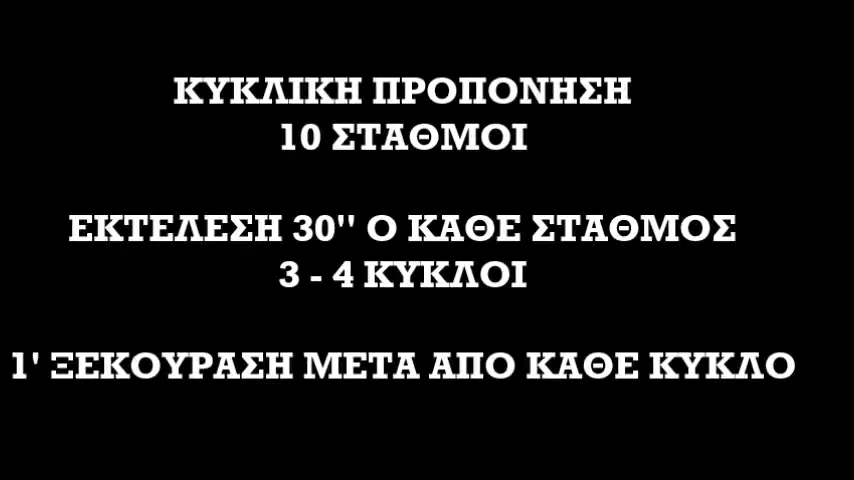 ΚΥΚΛΙΚΗ ΠΡΟΠΟΝΗΣΗ
10 ΣΤΑΘΜΟΙ
ΕΚΤΕΛΕΣΗ 30'' Ο ΚΑΘΕ ΣΤΑΘΜΟΣ
3 - 4 ΚΥΚΛΟΙ
1' ΞΕΚΟΥΡΑΣΗ ΜΕΤΑ ΑΠΟ ΚΑΘΕ ΚΥΚΛΟ